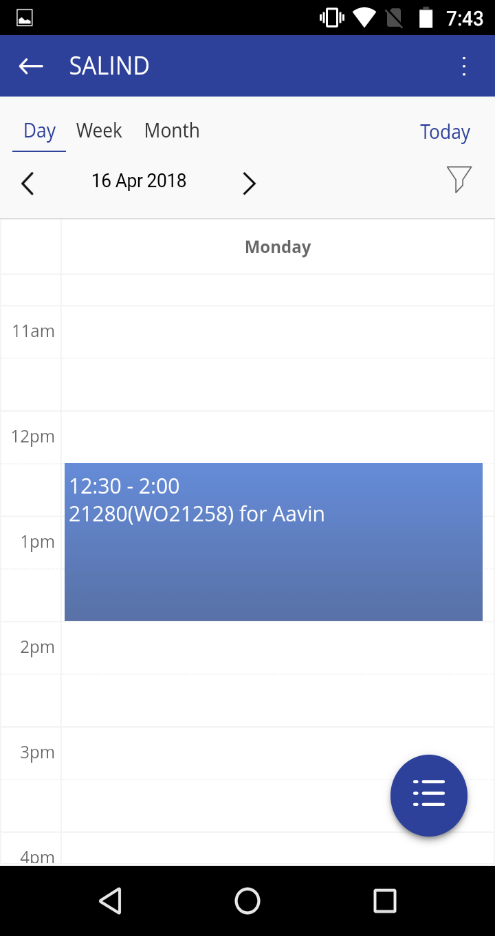 7:43
SALIND
Day Week Month Today
16 Apr 2018
Monday
11am
12pm
12:30 - 2:00
21280(WO21258) for Aavin
1pm
2pm
3pm
4pm